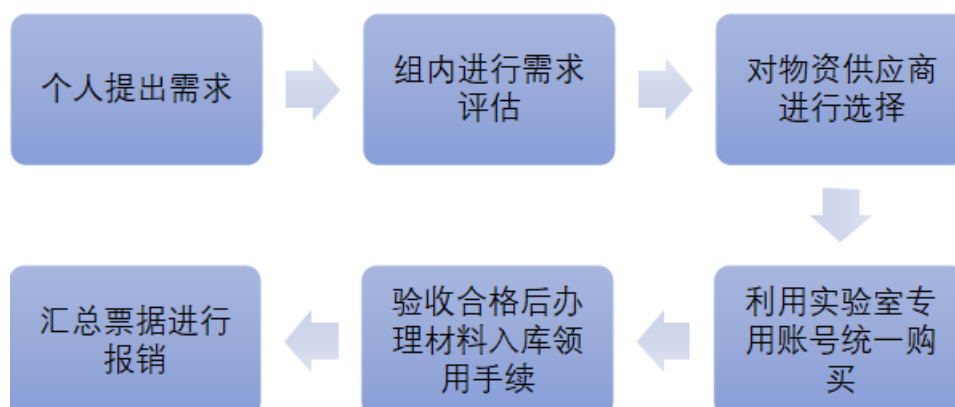 个人提出需求
组内进行需求
评估
对物资供应商
进行选择
利用实验室专
用账号统一购
买
验收合格后办
理材料入库领
用手续
汇总票据进行
报销